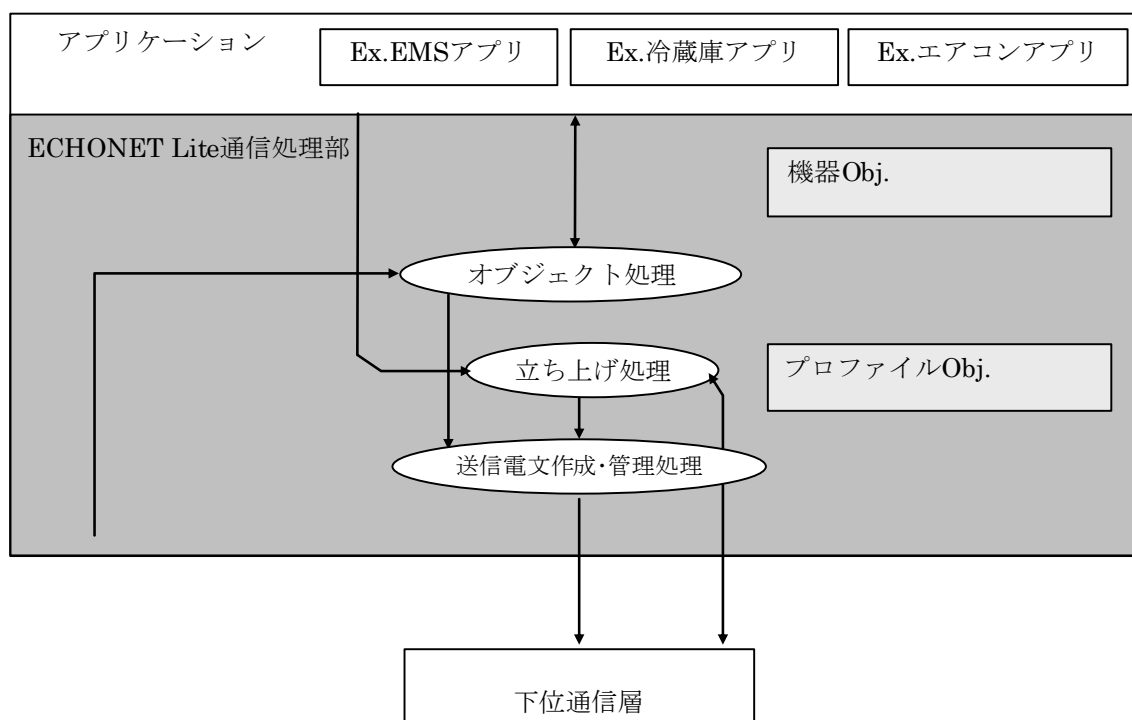 アプリケーション
Ex.EMSアプリ
Ex.冷蔵庫アプリ
Ex.エアコンアプリ
ECHONET Lite通信処理部
機器Obj.
オブジェクト処理
立ち上げ処理
プロファイルObj.
送信電文作成・管理処理
下位通信層